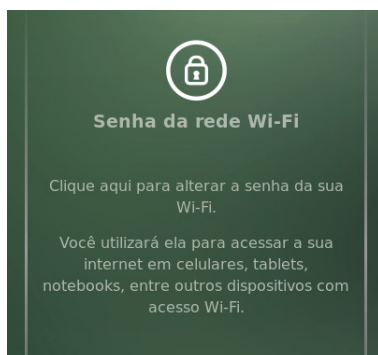 Senha da rede Wi-Fi
Clique aqui para alterar a senha da sua
Wi-Fi.
Você utilizará ela para acessar a sua
internet em celulares, tablets,
notebooks, entre outros dispositivos com
acesso Wi-Fi.